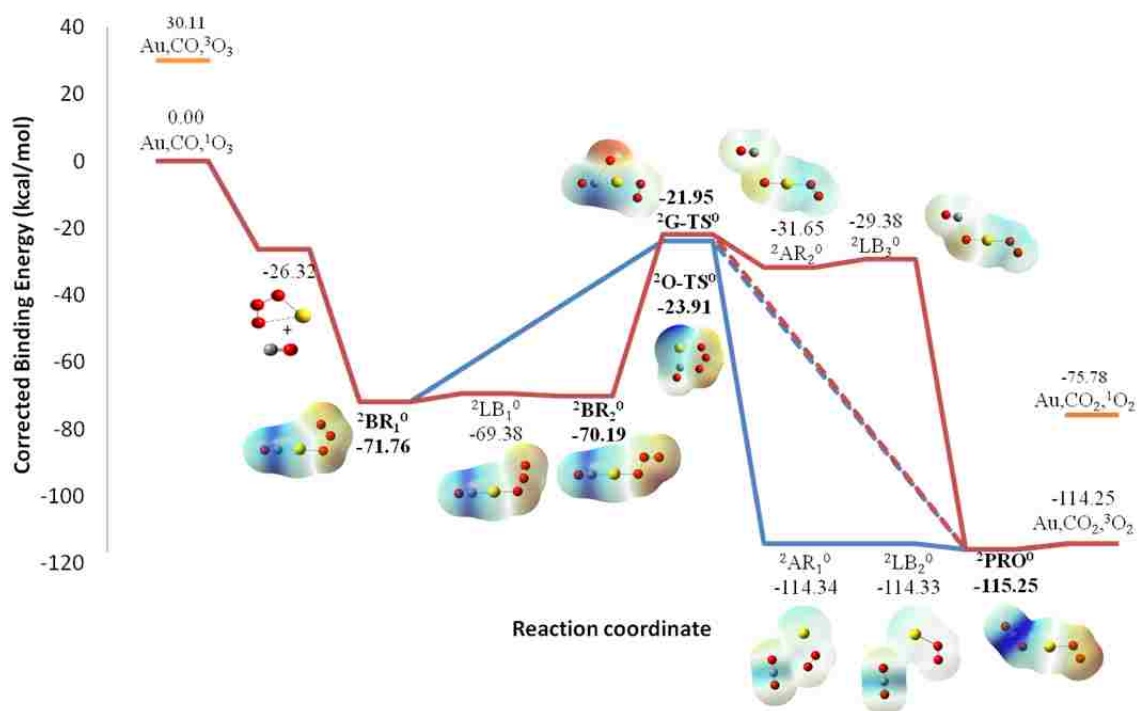 40
20
0
-20
-40
-60
-80
-100
-120
Corrected Binding Energy (kcal/mol)
30.11
Au,CO,³O₃
0.00
Au,CO,¹O₃
-26.32
+
²BR₁⁰
-71.76
²LB₁⁰
-69.38
²BR₂⁰
-70.19
-21.95
²G-TS⁰
²O-TS⁰
-23.91
-31.65
²AR₂⁰
-29.38
²LB₃⁰
-75.78
Au,CO₂,¹O₂
-114.25
Au,CO₂,³O₂
²AR₁⁰
-114.34
²LB₂⁰
-114.33
²PRO⁰
-115.25
Reaction coordinate